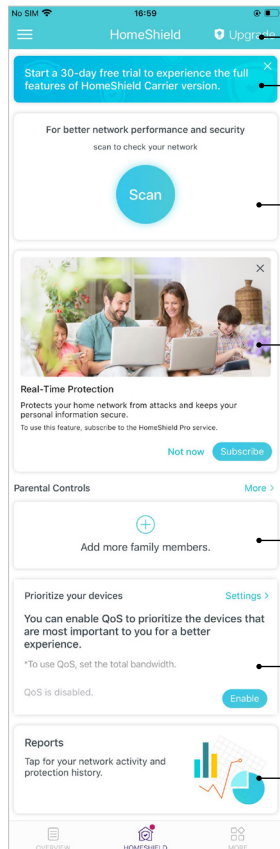 No SIM 16:59
HomeShield Upgrade
Start a 30-day free trial to experience the full
features of HomeShield Carrier version.
For better network performance and security
scan to check your network
Scan
Real-Time Protection
Protects your home network from attacks and keeps your
personal information secure.
To use this feature, subscribe to the HomeShield Pro service.
Not now Subscribe
Parental Controls More >
Add more family members.
Prioritize your devices Settings >
You can enable QoS to prioritize the devices that
are most important to you for a better
experience.
*To use QoS, set the total bandwidth.
QoS is disabled.
Enable
Reports
Tap for your network activity and
protection history.
OVERVIEW HOMESHIELD MORE